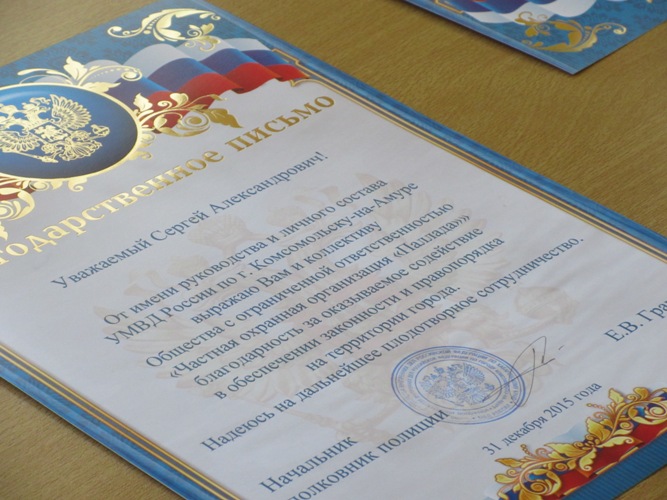 годарственное письмо
Уважаемый Сергей Александрович!
От имени руководства и личного состава
УМВД России по г. Комсомольску-на-Амуре
выражаю Вам и коллективу
Общества с ограниченной ответственностью
«Частная охранная организация «Паллада»»
благодарность за оказываемое содействие
в обеспечении законности и правопорядка
на территории города.
Надеюсь на дальнейшее плодотворное сотрудничество.
Начальник
полковник полиции
Е.В. Гре
31 декабря 2015 года